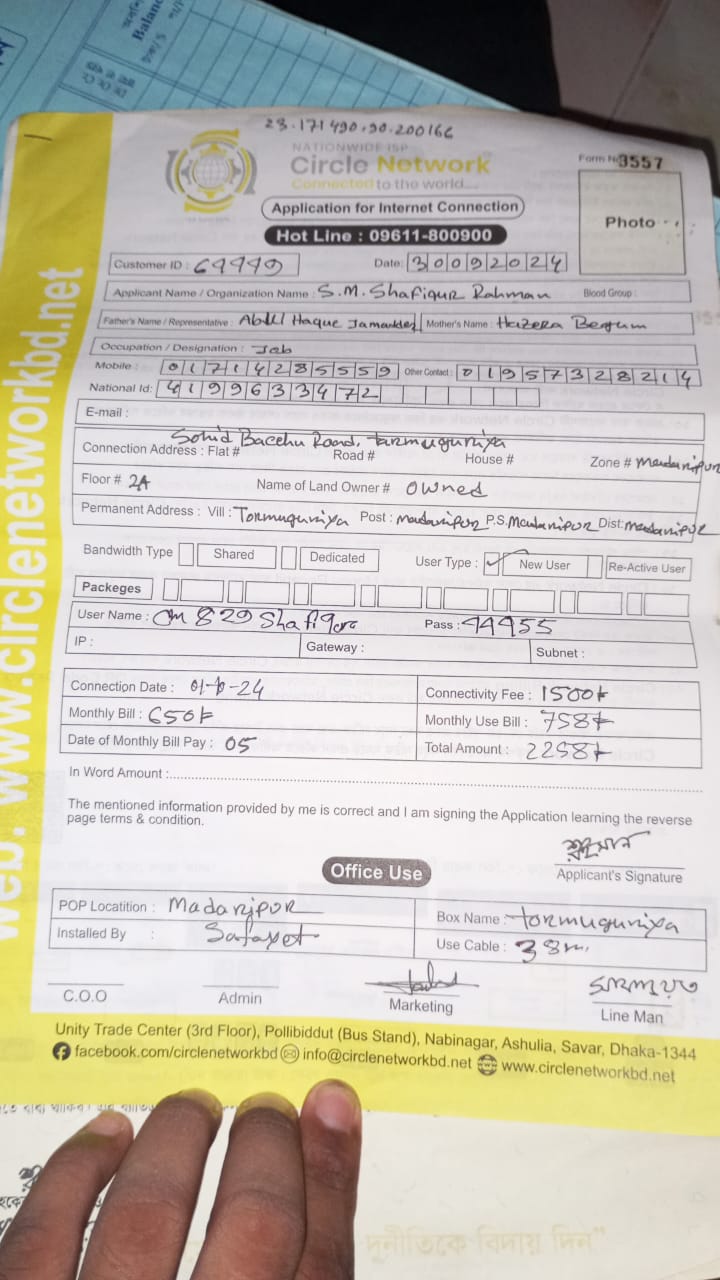 23.171490,90.200166
NATIONWIDE ISP
Circle Network
Connected to the world....
Form No 3557
Application for Internet Connection
Photo
Hot Line : 09611-800900
Customer ID : 69999 Date: 30092024
Applicant Name / Organization Name : S.M. Shafiqur Rahman Blood Group :
Father's Name / Representative : Abdul Haque Mother's Name : Hazera Begum
Occupation / Designation : Job
Mobile : 01714285559 Other Contact : 01957328214
National Id: 4199633472
E-mail :
Sohid Bacchu Road, tarmuguriya
Connection Address : Flat # Road # House # Zone # Madaripur
Floor # 2A Name of Land Owner # owned
Permanent Address : Vill : Tormuguriya Post : madaripur P.S. Madaripur Dist: madaripur
Bandwidth Type Shared Dedicated User Type : New User Re-Active User
Packeges
User Name : Pass : 44955
IP : Gateway : Subnet :
Connection Date : 01-10-24 Connectivity Fee : 1500৳
Monthly Bill : 650৳ Monthly Use Bill : 758৳
Date of Monthly Bill Pay : 05 Total Amount : 2258৳
In Word Amount :
The mentioned information provided by me is correct and I am signing the Application learning the reverse
page terms & condition.
Applicant's Signature
Office Use
POP Locatition : Madaripur Box Name : tormuguriya
Installed By : Safayet Use Cable : 38m.
C.O.O Admin Marketing Line Man
Unity Trade Center (3rd Floor), Pollibiddut (Bus Stand), Nabinagar, Ashulia, Savar, Dhaka-1344
facebook.com/circlenetworkbd info@circlenetworkbd.net www.circlenetworkbd.net
web: www.circlenetworkbd.net
দুর্নীতিকে বিদায় দিন"